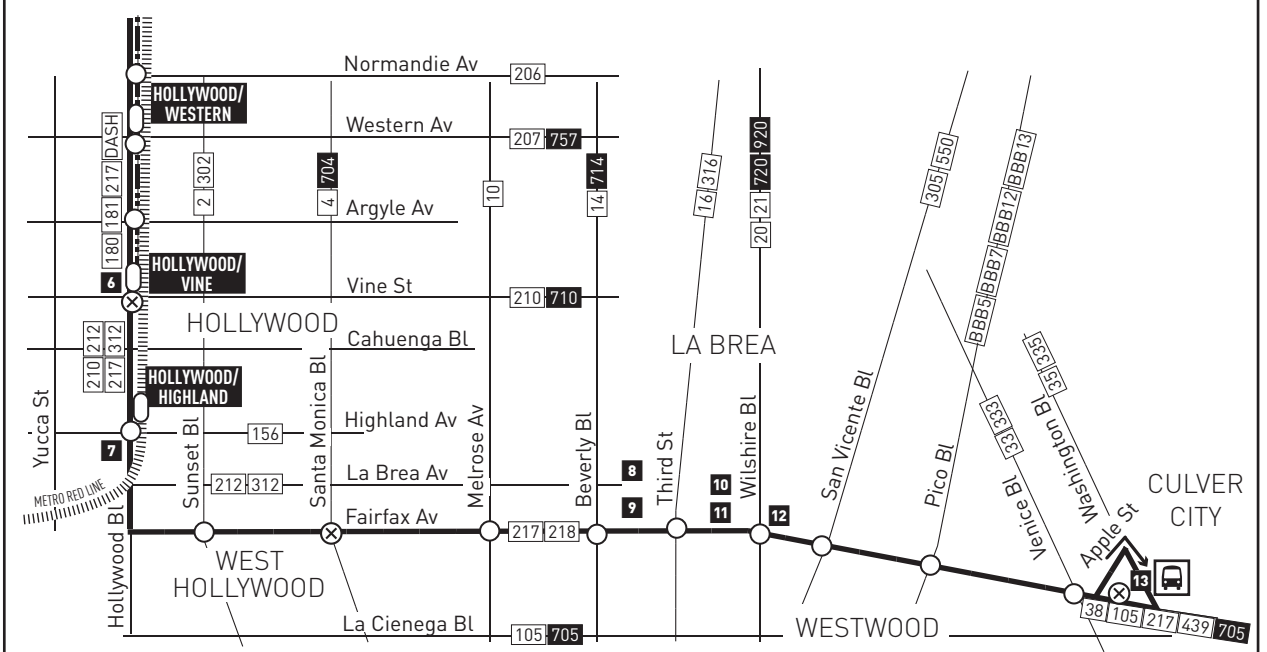 Normandie Av
206
HOLLYWOOD/
WESTERN
Western Av
207 757
DASH
217
181
180
2 302
4 704
10
14 714
16 316
20 21 720 920
305 550
BBB5 BBB7 BBB12 BBB13
Argyle Av
6
HOLLYWOOD/
VINE
Vine St
210 710
HOLLYWOOD
Cahuenga Bl
LA BREA
210 212
217 312
HOLLYWOOD/
HIGHLAND
Highland Av
156
7
Yucca St
METRO RED LINE
Hollywood Bl
Sunset Bl
Santa Monica Bl
Melrose Av
Beverly Bl
Third St
Wilshire Bl
San Vicente Bl
Pico Bl
Venice Bl
33 333
Washington Bl
35 335
Apple St
CULVER
CITY
La Brea Av
212 312
8
10
Fairfax Av
217 218
9
11
12
13
WEST
HOLLYWOOD
La Cienega Bl
105 705
WESTWOOD
38 105 217 439 705